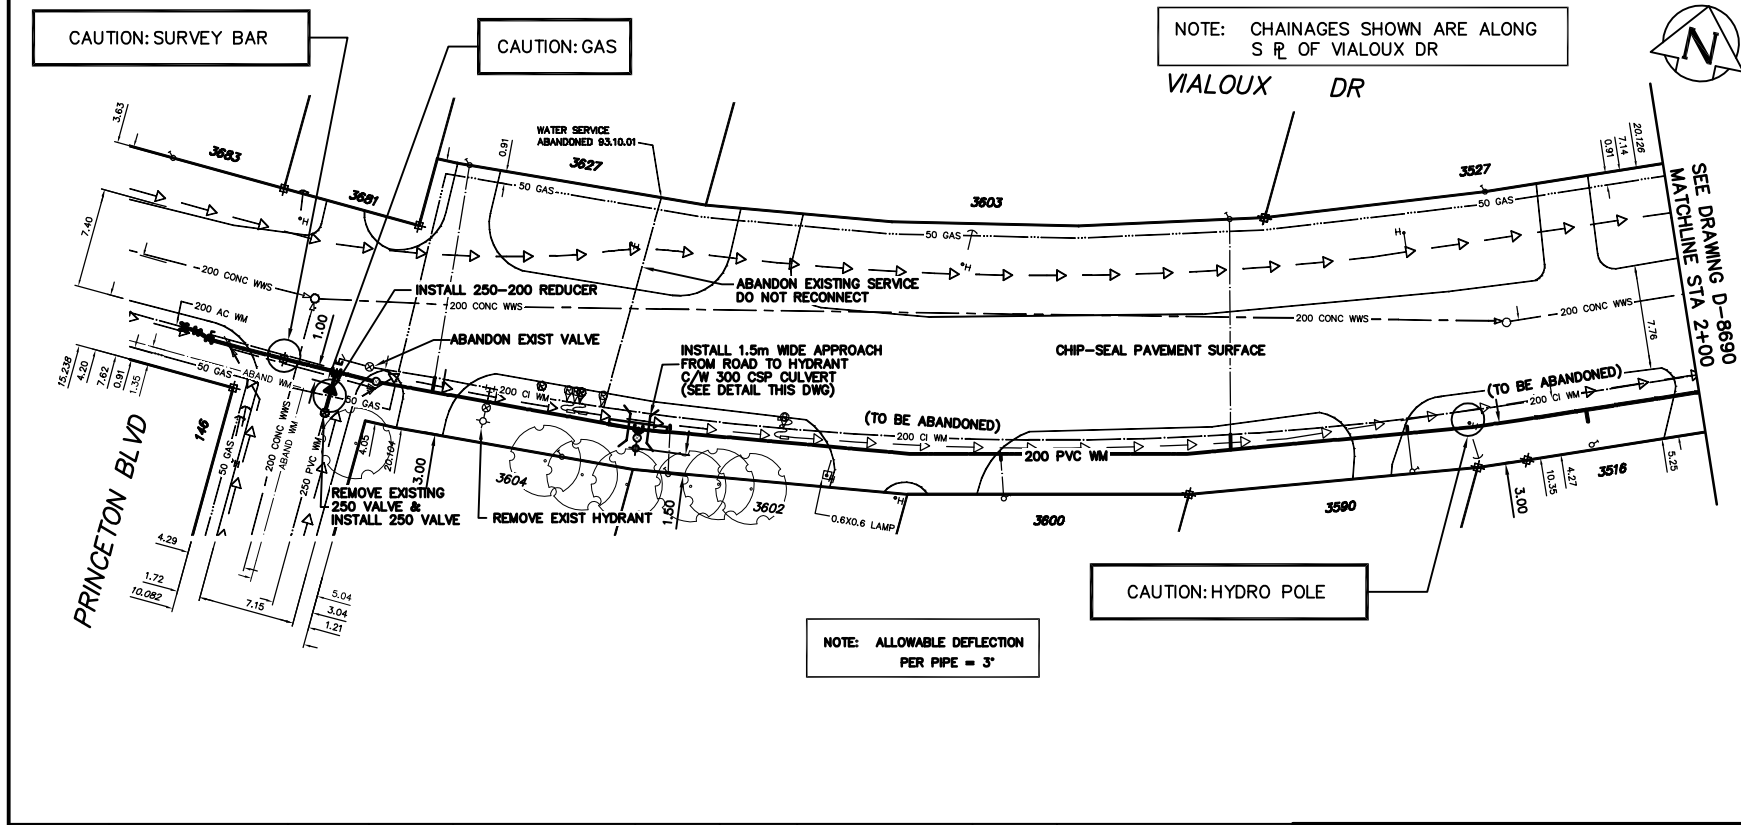 CAUTION: SURVEY BAR
CAUTION: GAS
NOTE: CHAINAGES SHOWN ARE ALONG
S ℙL OF VIALOUX DR
N
VIALOUX DR
WATER SERVICE
ABANDONED 93.10.01
3.63
3683
3681
0.91
3627
3603
3527
0.91
7.14
20.126
SEE DRAWING D-8690
MATCHLINE STA 2+00
50 GAS
50 GAS
50 GAS
H
H
H
H
7.40
200 CONC WWS
INSTALL 250-200 REDUCER
ABANDON EXISTING SERVICE
DO NOT RECONNECT
200 CONC WWS
200 CONC WWS
200 CONC WWS
7.76
200 AC WM
1.00
ABANDON EXIST VALVE
INSTALL 1.5m WIDE APPROACH
FROM ROAD TO HYDRANT
C/W 300 CSP CULVERT
(SEE DETAIL THIS DWG)
CHIP-SEAL PAVEMENT SURFACE
(TO BE ABANDONED)
200 CI WM
15.238
4.20
7.62
0.91
1.35
50 GAS
ABAND WM
50 GAS
200 CI WM
(TO BE ABANDONED)
200 CI WM
200 PVC WM
146
50 GAS
200 CONC WWS
ABAND WM
250 PVC WM
4.05
20.104
3.00
REMOVE EXISTING
250 VALVE &
INSTALL 250 VALVE
3604
REMOVE EXIST HYDRANT
1.50
3602
H
0.6X0.6 LAMP
3600
3590
3.00
10.35
4.27
3516
5.25
PRINCETON BLVD
4.29
1.72
10.082
7.15
5.04
3.04
1.21
CAUTION: HYDRO POLE
NOTE: ALLOWABLE DEFLECTION
PER PIPE = 3°